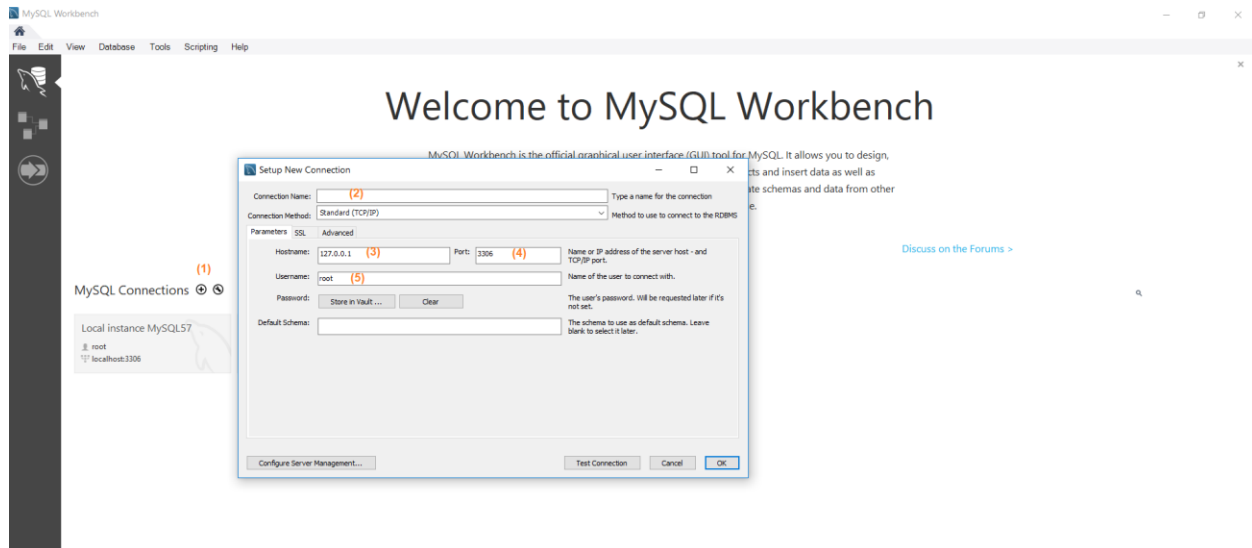 MySQL Workbench
File Edit View Database Tools Scripting Help
Welcome to MySQL Workbench
MySQL Workbench is the official graphical user interface (GUI) tool for MySQL. It allows you to design,
cts and insert data as well as
te schemas and data from other
e.
Discuss on the Forums >
(1)
MySQL Connections
Local instance MySQL57
root
localhost:3306
Setup New Connection
Connection Name: (2) Type a name for the connection
Connection Method: Standard (TCP/IP) Method to use to connect to the RDBMS
Parameters SSL Advanced
Hostname: 127.0.0.1 (3) Port: 3306 (4) Name or IP address of the server host - and
TCP/IP port.
Username: root (5) Name of the user to connect with.
Password: Store in Vault ... Clear The user's password. Will be requested later if it's
not set.
Default Schema: The schema to use as default schema. Leave
blank to select it later.
Configure Server Management... Test Connection Cancel OK